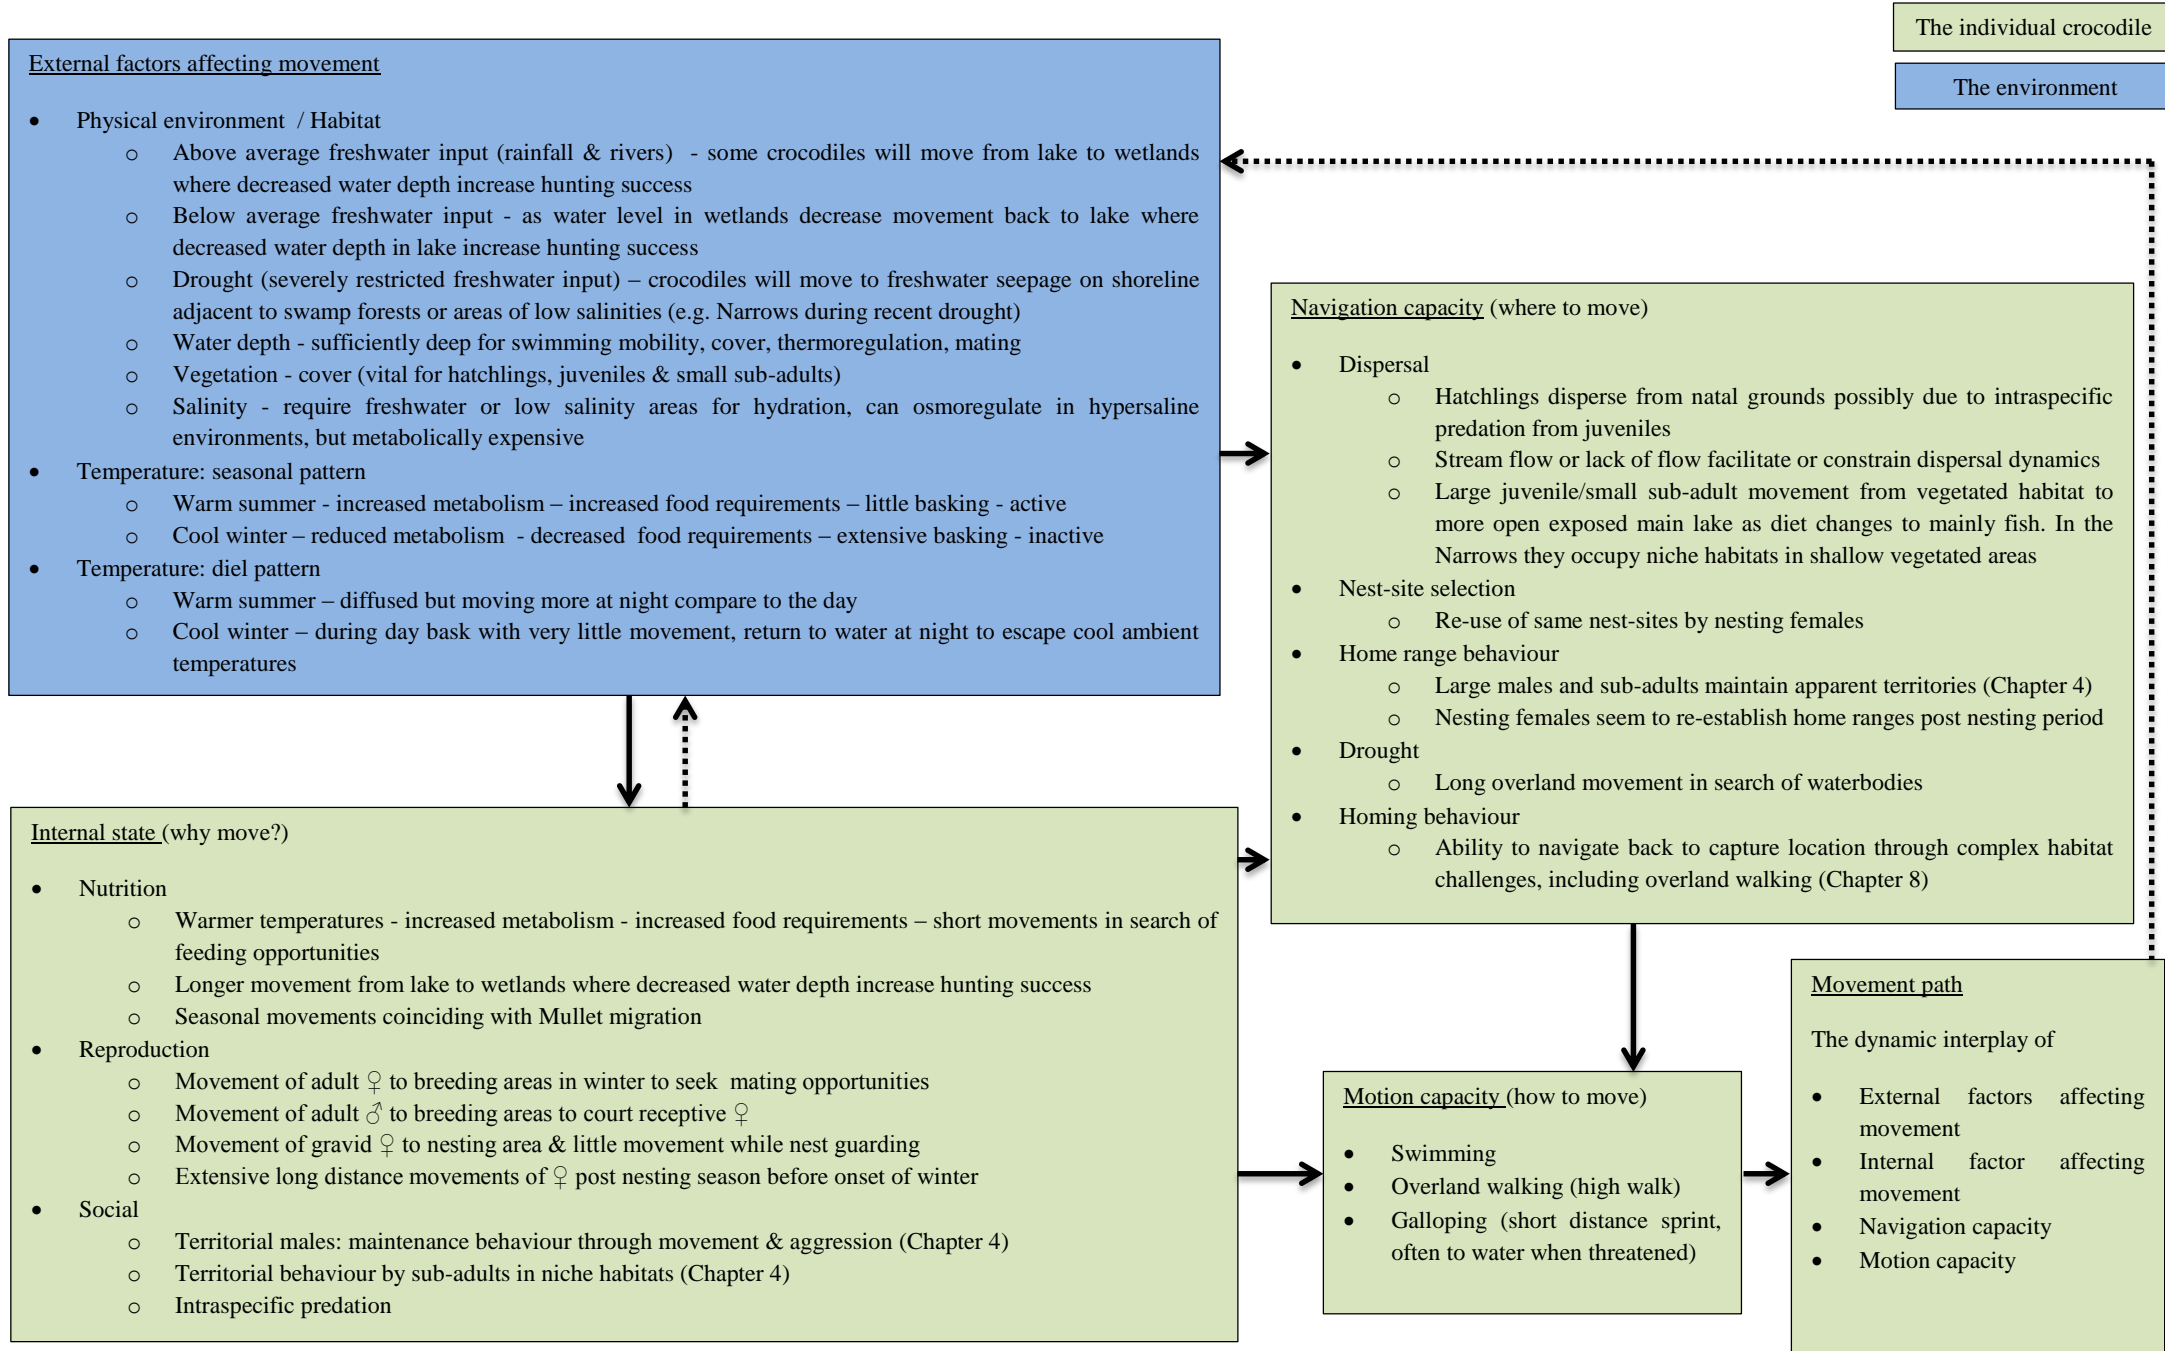 The individual crocodile
The environment
External factors affecting movement
• Physical environment / Habitat
o Above average freshwater input (rainfall & rivers) - some crocodiles will move from lake to wetlands
where decreased water depth increase hunting success
o Below average freshwater input - as water level in wetlands decrease movement back to lake where
decreased water depth in lake increase hunting success
o Drought (severely restricted freshwater input) – crocodiles will move to freshwater seepage on shoreline
adjacent to swamp forests or areas of low salinities (e.g. Narrows during recent drought)
o Water depth - sufficiently deep for swimming mobility, cover, thermoregulation, mating
o Vegetation - cover (vital for hatchlings, juveniles & small sub-adults)
o Salinity - require freshwater or low salinity areas for hydration, can osmoregulate in hypersaline
environments, but metabolically expensive
• Temperature: seasonal pattern
o Warm summer - increased metabolism – increased food requirements – little basking - active
o Cool winter – reduced metabolism - decreased food requirements – extensive basking - inactive
• Temperature: diel pattern
o Warm summer – diffused but moving more at night compare to the day
o Cool winter – during day bask with very little movement, return to water at night to escape cool ambient
temperatures
Navigation capacity (where to move)
• Dispersal
o Hatchlings disperse from natal grounds possibly due to intraspecific
predation from juveniles
o Stream flow or lack of flow facilitate or constrain dispersal dynamics
o Large juvenile/small sub-adult movement from vegetated habitat to
more open exposed main lake as diet changes to mainly fish. In the
Narrows they occupy niche habitats in shallow vegetated areas
• Nest-site selection
o Re-use of same nest-sites by nesting females
• Home range behaviour
o Large males and sub-adults maintain apparent territories (Chapter 4)
o Nesting females seem to re-establish home ranges post nesting period
• Drought
o Long overland movement in search of waterbodies
• Homing behaviour
o Ability to navigate back to capture location through complex habitat
challenges, including overland walking (Chapter 8)
Internal state (why move?)
• Nutrition
o Warmer temperatures - increased metabolism - increased food requirements – short movements in search of
feeding opportunities
o Longer movement from lake to wetlands where decreased water depth increase hunting success
o Seasonal movements coinciding with Mullet migration
• Reproduction
o Movement of adult ♀ to breeding areas in winter to seek mating opportunities
o Movement of adult ♂ to breeding areas to court receptive ♀
o Movement of gravid ♀ to nesting area & little movement while nest guarding
o Extensive long distance movements of ♀ post nesting season before onset of winter
• Social
o Territorial males: maintenance behaviour through movement & aggression (Chapter 4)
o Territorial behaviour by sub-adults in niche habitats (Chapter 4)
o Intraspecific predation
Motion capacity (how to move)
• Swimming
• Overland walking (high walk)
• Galloping (short distance sprint,
often to water when threatened)
Movement path
The dynamic interplay of
• External factors affecting
movement
• Internal factor affecting
movement
• Navigation capacity
• Motion capacity